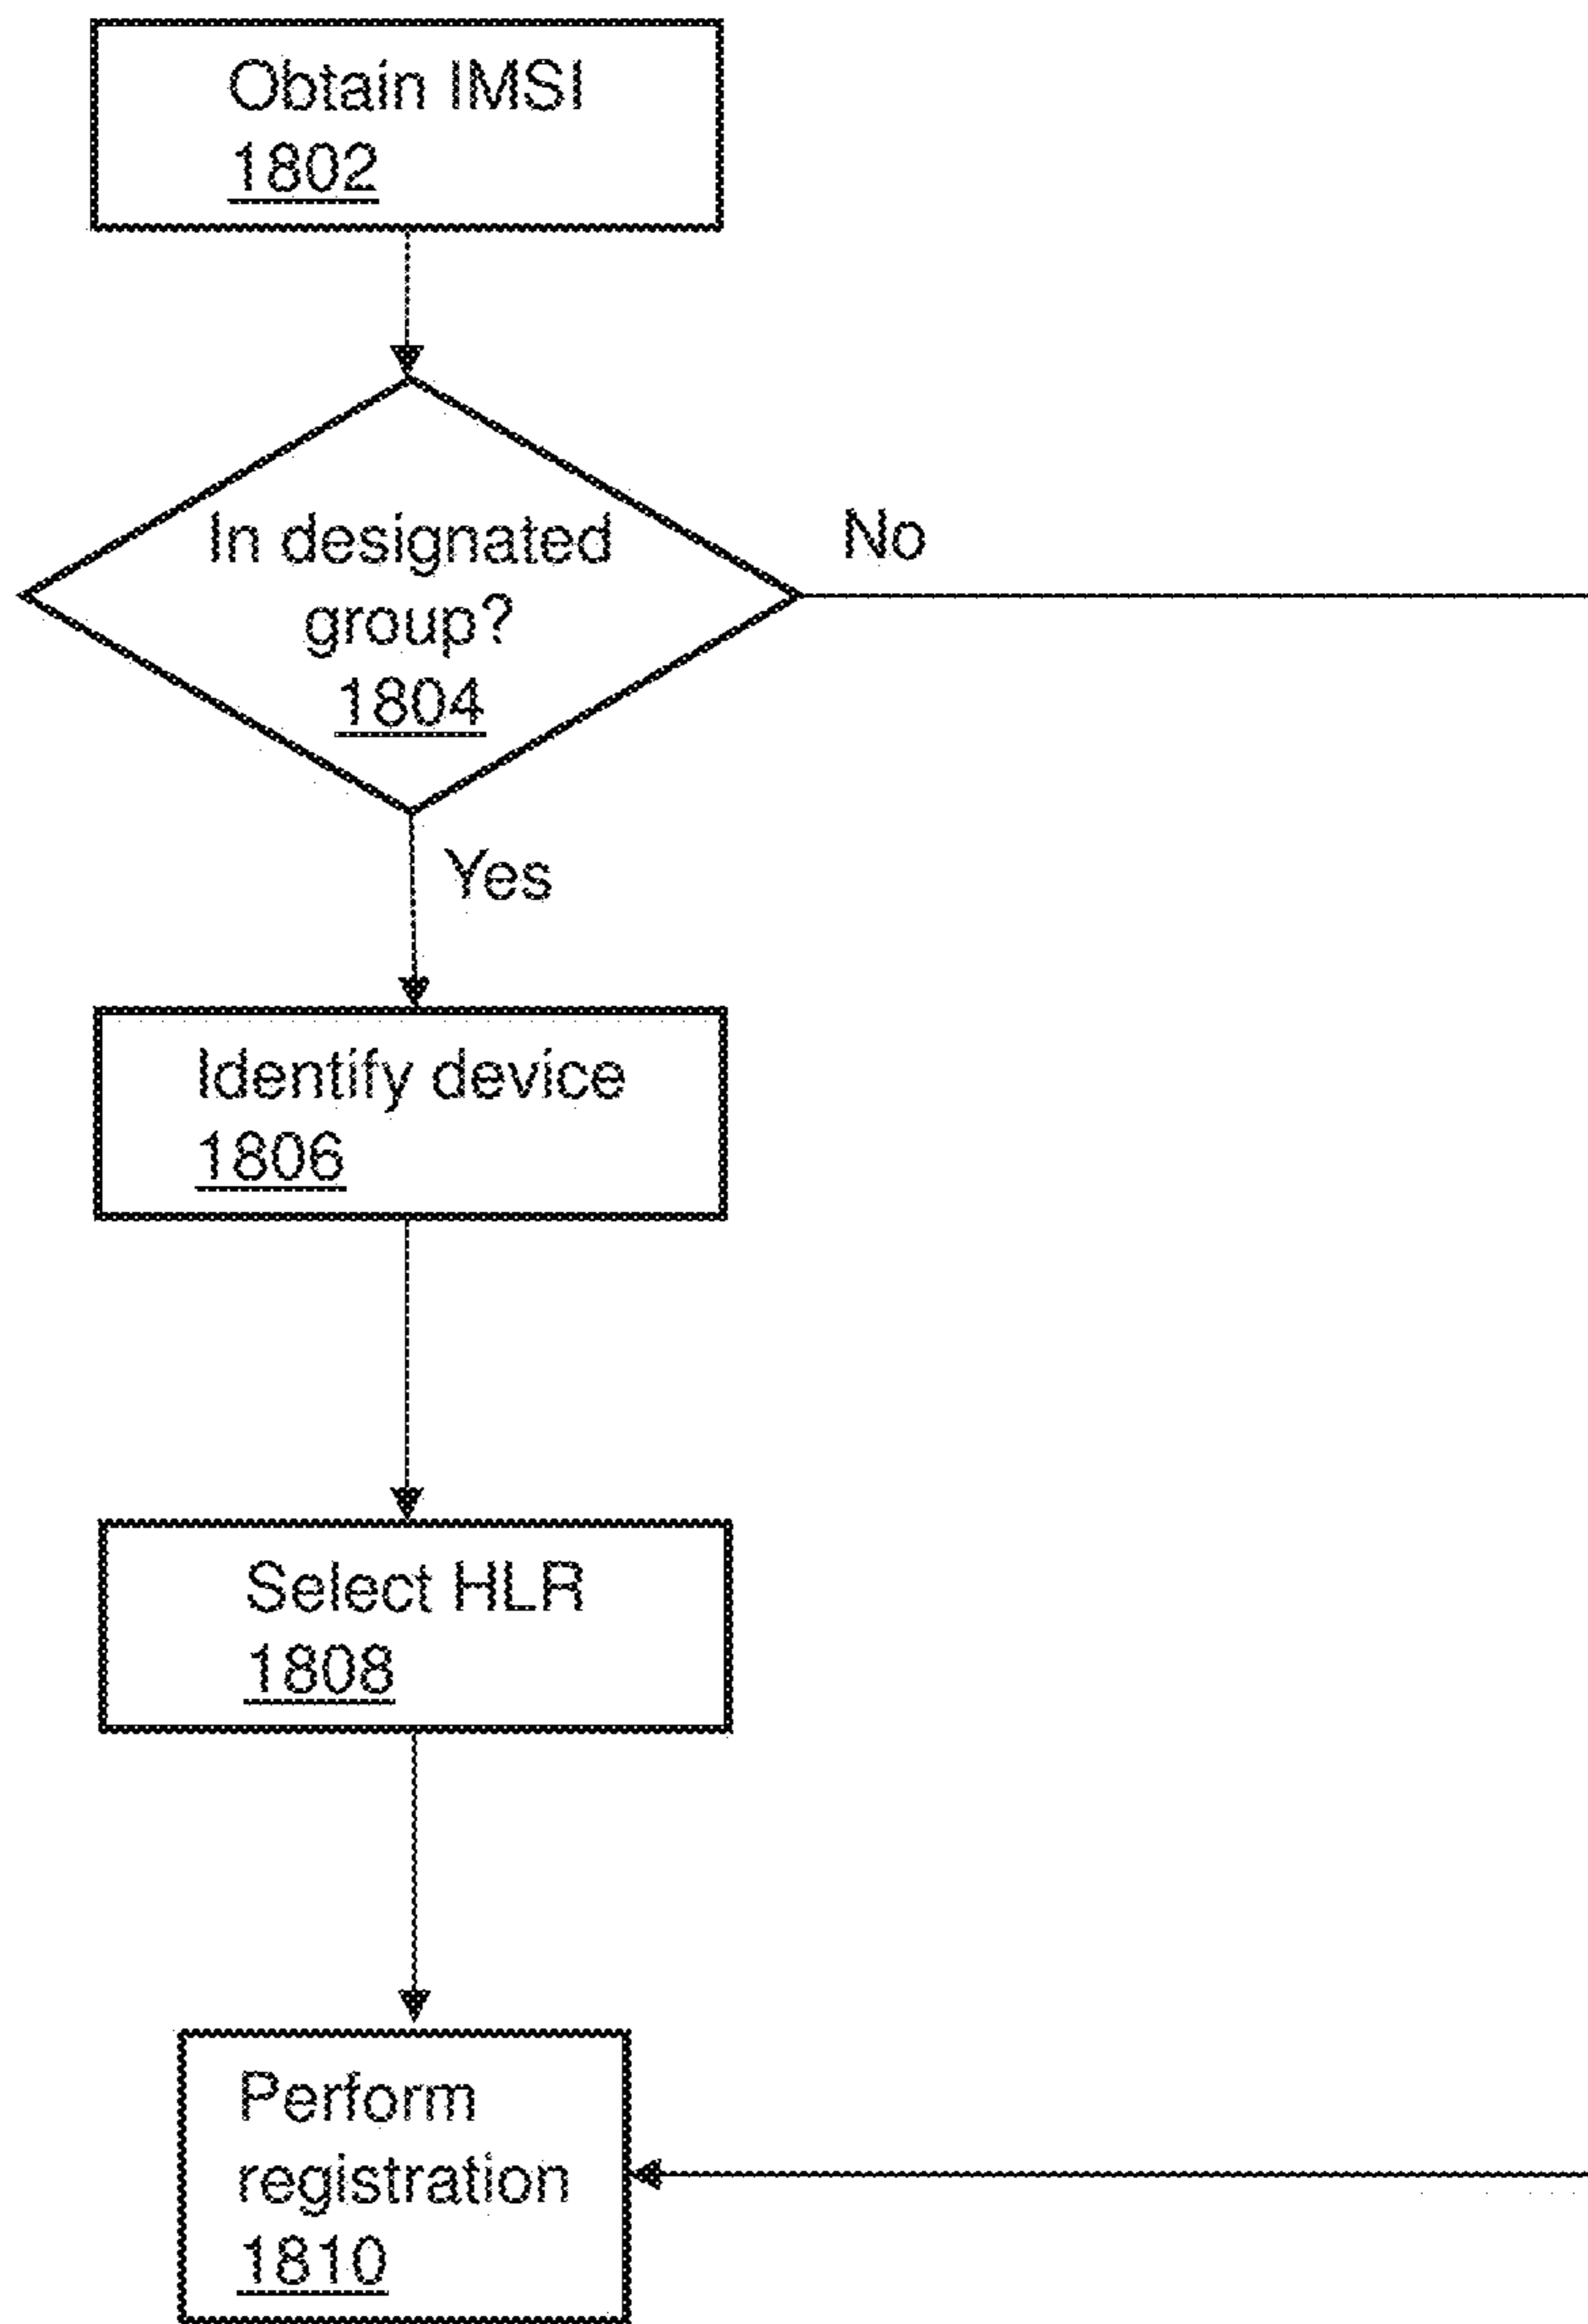 Obtain IMSI
1802
In designated
group?
1804
No
Yes
Identify device
1806
Select HLR
1808
Perform
registration
1810